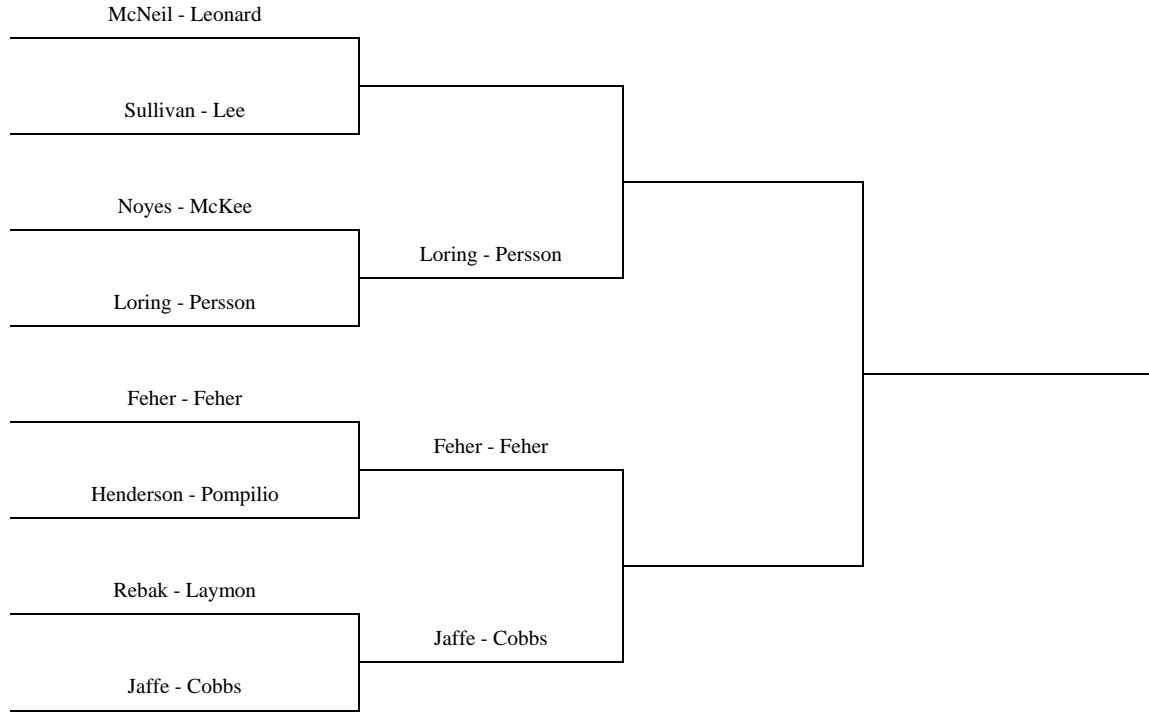 McNeil - Leonard
Sullivan - Lee
Noyes - McKee
Loring - Persson
Loring - Persson
Feher - Feher
Feher - Feher
Henderson - Pompilio
Rebak - Laymon
Jaffe - Cobbs
Jaffe - Cobbs